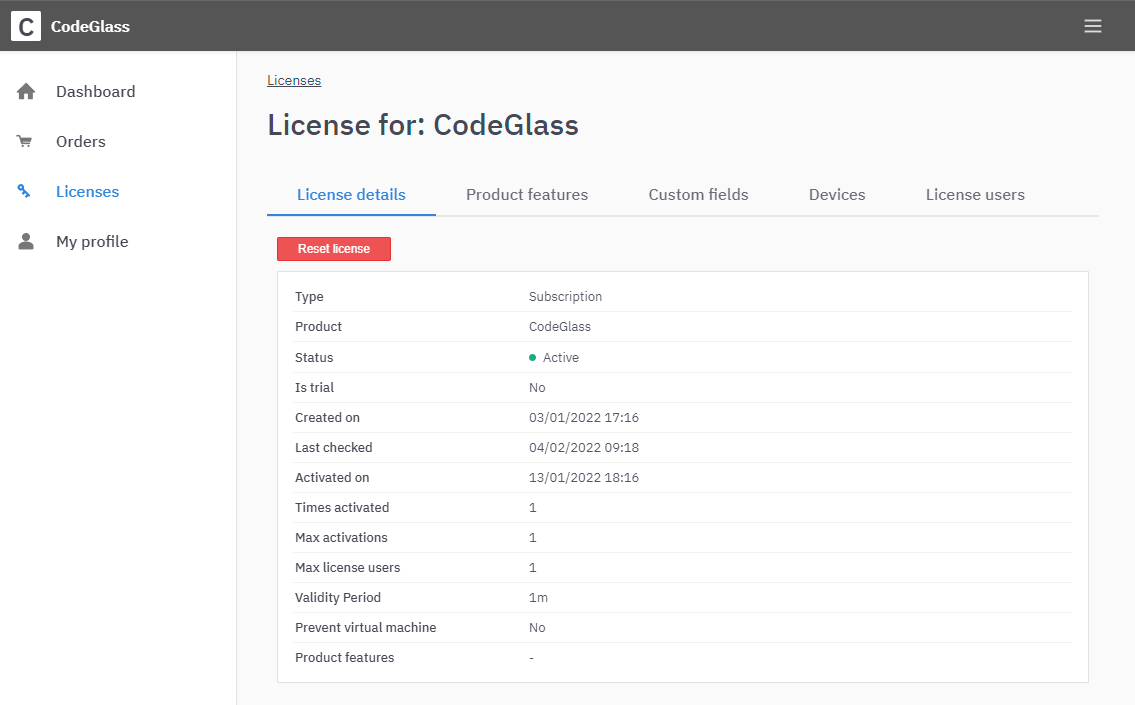 C CodeGlass
Dashboard
Orders
Licenses
My profile
Licenses
License for: CodeGlass
License details Product features Custom fields Devices License users
Reset license
Type Subscription
Product CodeGlass
Status Active
Is trial No
Created on 03/01/2022 17:16
Last checked 04/02/2022 09:18
Activated on 13/01/2022 18:16
Times activated 1
Max activations 1
Max license users 1
Validity Period 1m
Prevent virtual machine No
Product features -